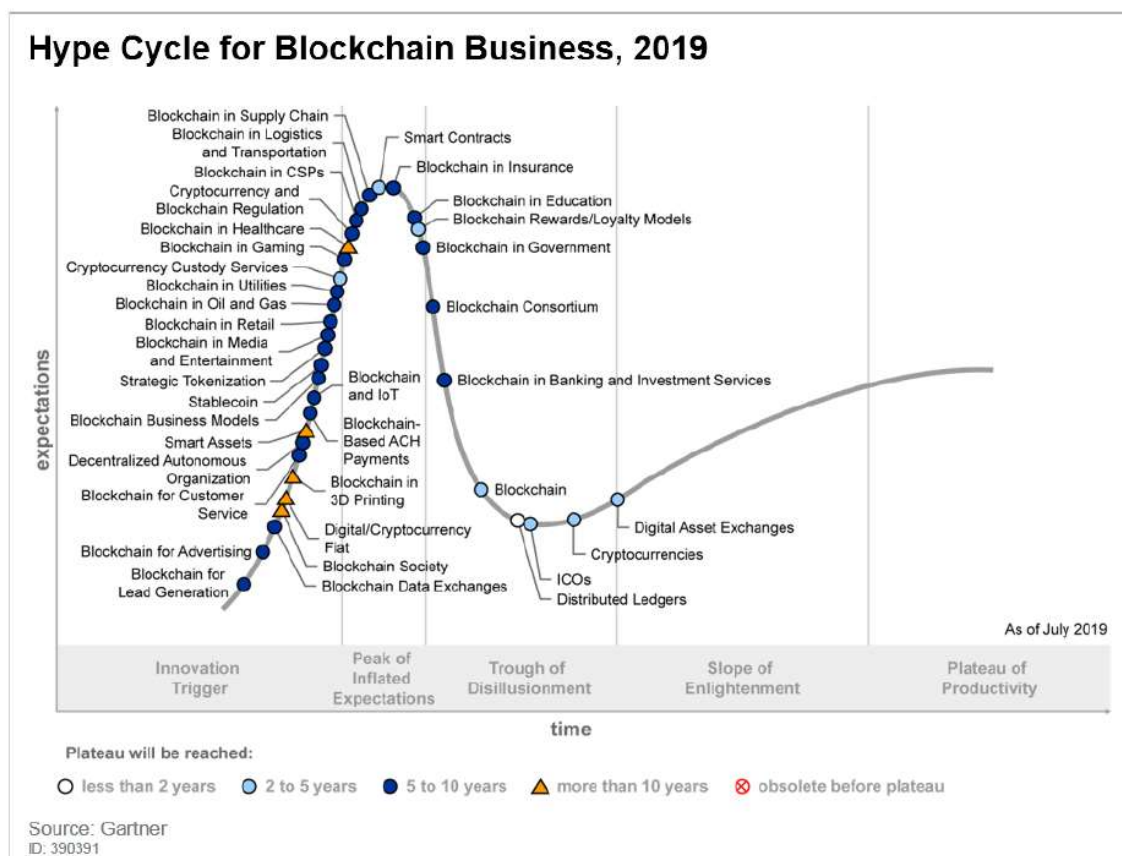 Hype Cycle for Blockchain Business, 2019
Blockchain in Supply Chain
Blockchain in Logistics
and Transportation
Blockchain in CSPs
Cryptocurrency and
Blockchain Regulation
Blockchain in Healthcare
Blockchain in Gaming
Cryptocurrency Custody Services
Blockchain in Utilities
Blockchain in Oil and Gas
Blockchain in Retail
Blockchain in Media
and Entertainment
Strategic Tokenization
Stablecoin
Blockchain Business Models
Smart Assets
Decentralized Autonomous
Organization
Blockchain for Customer
Service
Blockchain for Advertising
Blockchain for
Lead Generation
Blockchain
and IoT
Blockchain-
Based ACH
Payments
Blockchain in
3D Printing
Digital/Cryptocurrency
Fiat
Blockchain Society
Blockchain Data Exchanges
Smart Contracts
Blockchain in Insurance
Blockchain in Education
Blockchain Rewards/Loyalty Models
Blockchain in Government
Blockchain Consortium
Blockchain in Banking and Investment Services
Blockchain
Digital Asset Exchanges
Cryptocurrencies
ICOs
Distributed Ledgers
expectations
As of July 2019
Innovation
Trigger
Peak of
Inflated
Expectations
Trough of
Disillusionment
Slope of
Enlightenment
Plateau of
Productivity
time
Plateau will be reached:
less than 2 years 2 to 5 years 5 to 10 years more than 10 years obsolete before plateau
Source: Gartner
ID: 390391